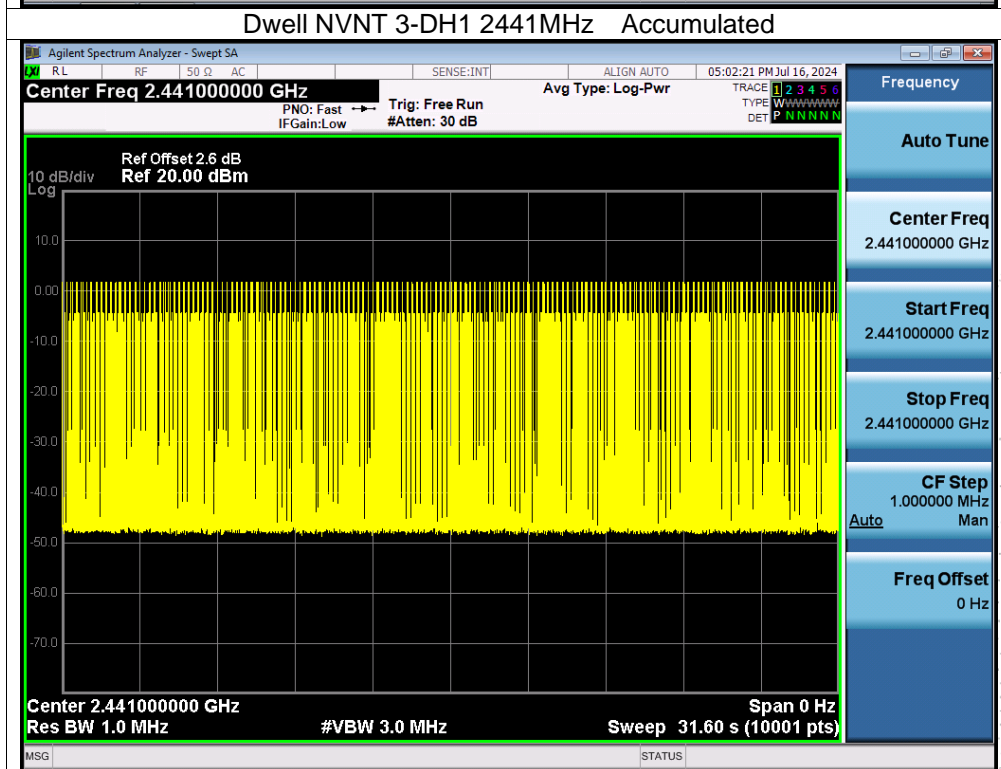 Dwell NVNT 3-DH1 2441MHz Accumulated
Agilent Spectrum Analyzer - Swept SA
LXI RL RF 50 Ω AC SENSE:INT ALIGN AUTO 05:02:21 PM Jul 16, 2024
Center Freq 2.441000000 GHz Avg Type: Log-Pwr TRACE 1 2 3 4 5 6
PNO: Fast Trig: Free Run TYPE WWWWWWW
IFGain:Low #Atten: 30 dB DET P N N N N N
Frequency
Auto Tune
Center Freq
2.441000000 GHz
Start Freq
2.441000000 GHz
Stop Freq
2.441000000 GHz
CF Step
1.000000 MHz
Auto Man
Freq Offset
0 Hz
Ref Offset 2.6 dB
10 dB/div Ref 20.00 dBm
Log
10.0
0.00
-10.0
-20.0
-30.0
-40.0
-50.0
-60.0
-70.0
Center 2.441000000 GHz Span 0 Hz
Res BW 1.0 MHz #VBW 3.0 MHz Sweep 31.60 s (10001 pts)
MSG STATUS